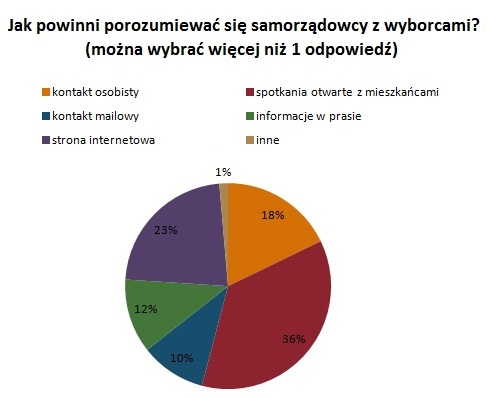 Jak powinni porozumiewać się samorządowcy z wyborcami?
(można wybrać więcej niż 1 odpowiedź)
kontakt osobisty
spotkania otwarte z mieszkańcami
kontakt mailowy
informacje w prasie
strona internetowa
inne
1%
18%
23%
12%
36%
10%